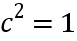 c² = 1